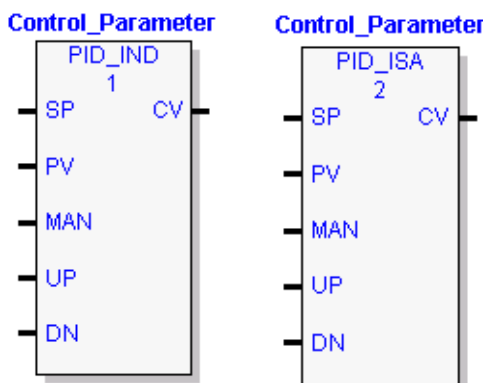 Control_Parameter
PID_IND
1
SP CV
PV
MAN
UP
DN
Control_Parameter
PID_ISA
2
SP CV
PV
MAN
UP
DN